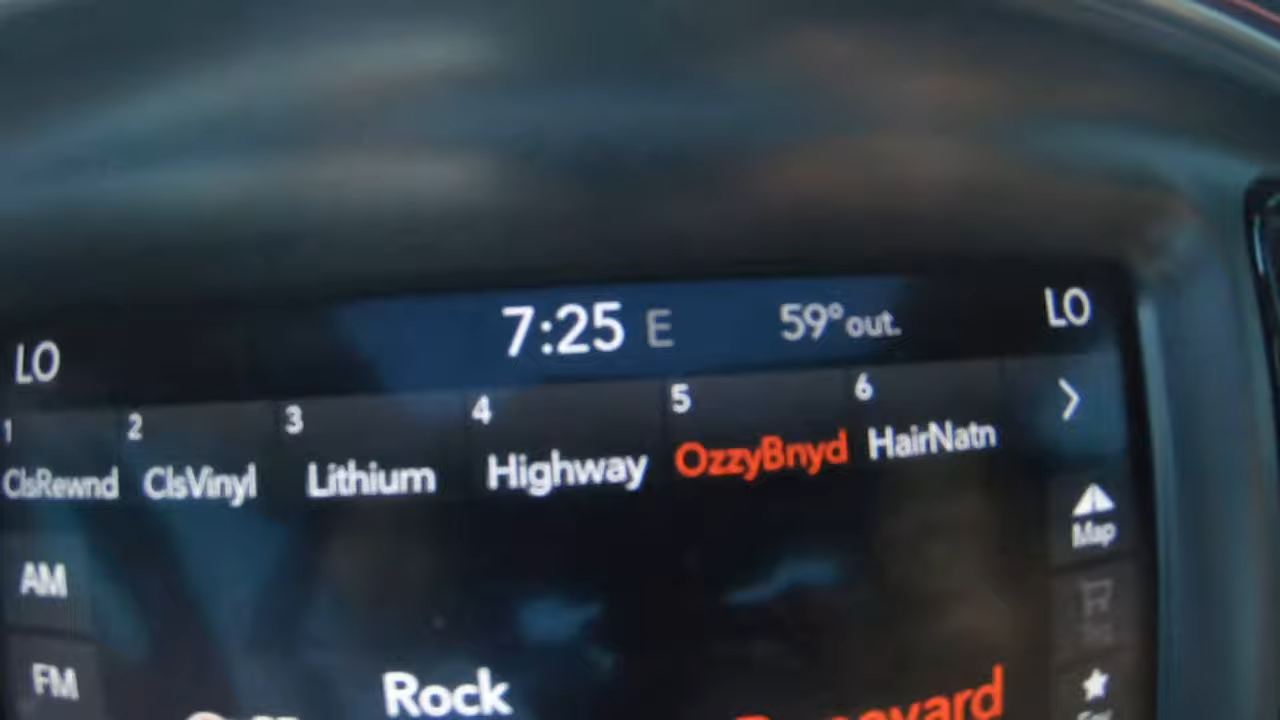 LO 7:25 E 59° out. LO
1 2 3 4 5 6 >
ClsRewnd ClsVinyl Lithium Highway OzzyBnyd HairNatn
Map
AM
FM
Rock